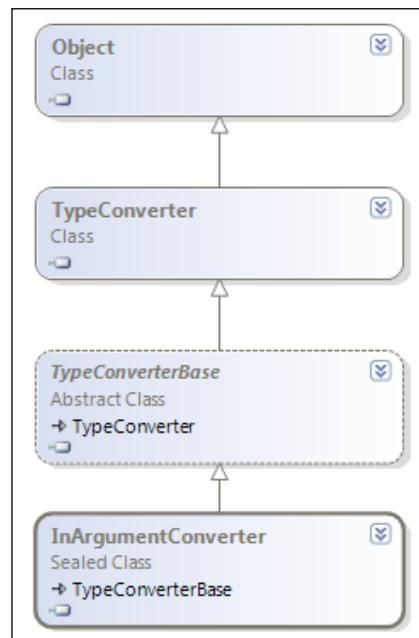 Object
Class
TypeConverter
Class
TypeConverterBase
Abstract Class
TypeConverter
InArgumentConverter
Sealed Class
TypeConverterBase